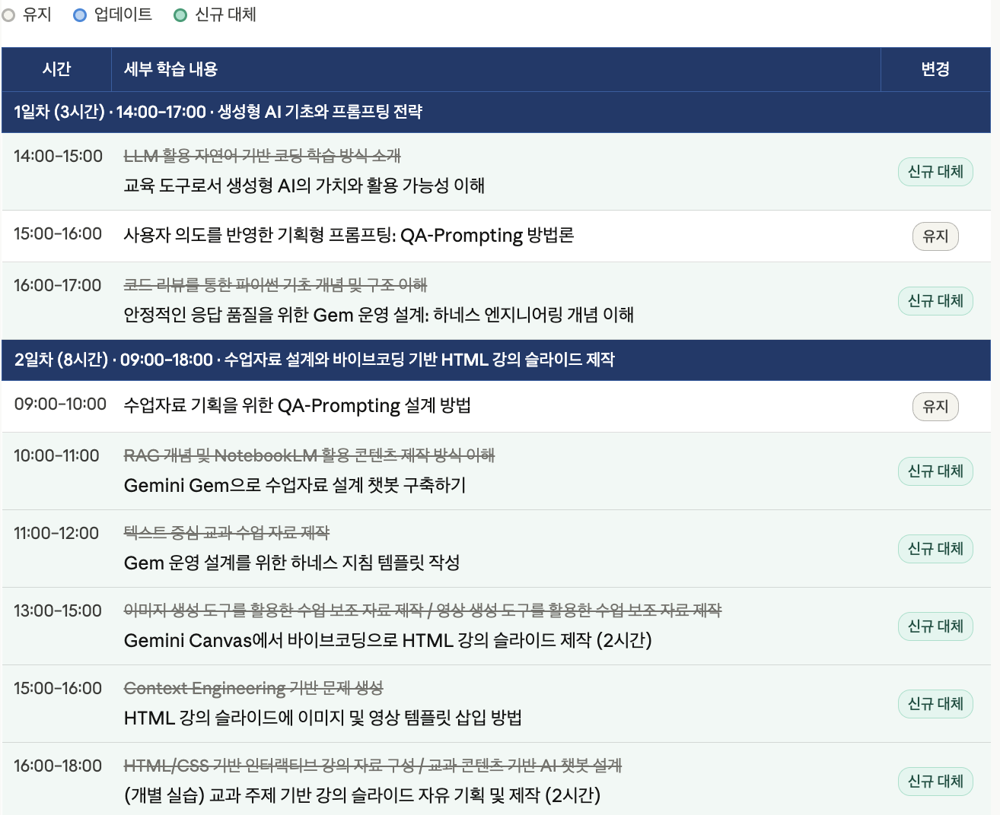 유지 업데이트 신규 대체
시간 세부 학습 내용 변경
1일차 (3시간) · 14:00–17:00 · 생성형 AI 기초와 프롬프팅 전략
14:00–15:00 LLM 활용 자연어 기반 코딩 학습 방식 소개
교육 도구로서 생성형 AI의 가치와 활용 가능성 이해
신규 대체
15:00–16:00 사용자 의도를 반영한 기획형 프롬프팅: QA-Prompting 방법론 유지
16:00–17:00 코드 리뷰를 통한 파이썬 기초 개념 및 구조 이해
안정적인 응답 품질을 위한 Gem 운영 설계: 하네스 엔지니어링 개념 이해
신규 대체
2일차 (8시간) · 09:00–18:00 · 수업자료 설계와 바이브코딩 기반 HTML 강의 슬라이드 제작
09:00–10:00 수업자료 기획을 위한 QA-Prompting 설계 방법 유지
10:00–11:00 RAG 개념 및 NotebookLM 활용 콘텐츠 제작 방식 이해
Gemini Gem으로 수업자료 설계 챗봇 구축하기
신규 대체
11:00–12:00 텍스트 중심 교과 수업 자료 제작
Gem 운영 설계를 위한 하네스 지침 템플릿 작성
신규 대체
13:00–15:00 이미지 생성 도구를 활용한 수업 보조 자료 제작 / 영상 생성 도구를 활용한 수업 보조 자료 제작
Gemini Canvas에서 바이브코딩으로 HTML 강의 슬라이드 제작 (2시간)
신규 대체
15:00–16:00 Context Engineering 기반 문제 생성
HTML 강의 슬라이드에 이미지 및 영상 템플릿 삽입 방법
신규 대체
16:00–18:00 HTML/CSS 기반 인터랙티브 강의 자료 구성 / 교과 콘텐츠 기반 AI 챗봇 설계
(개별 실습) 교과 주제 기반 강의 슬라이드 자유 기획 및 제작 (2시간)
신규 대체